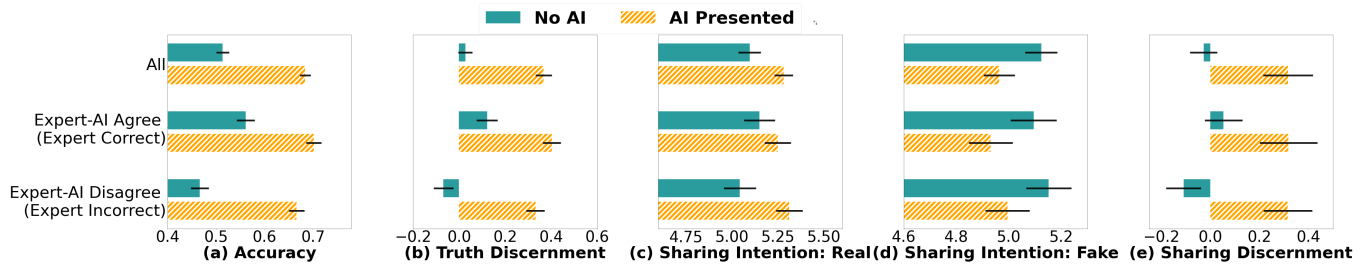 No AI AI Presented
All
Expert-AI Agree
(Expert Correct)
Expert-AI Disagree
(Expert Incorrect)
0.4 0.5 0.6 0.7
−0.2 0.0 0.2 0.4 0.6
4.75 5.00 5.25 5.50
4.6 4.8 5.0 5.2
−0.2 0.0 0.2 0.4
(a) Accuracy
(b) Truth Discernment
(c) Sharing Intention: Real
(d) Sharing Intention: Fake
(e) Sharing Discernment